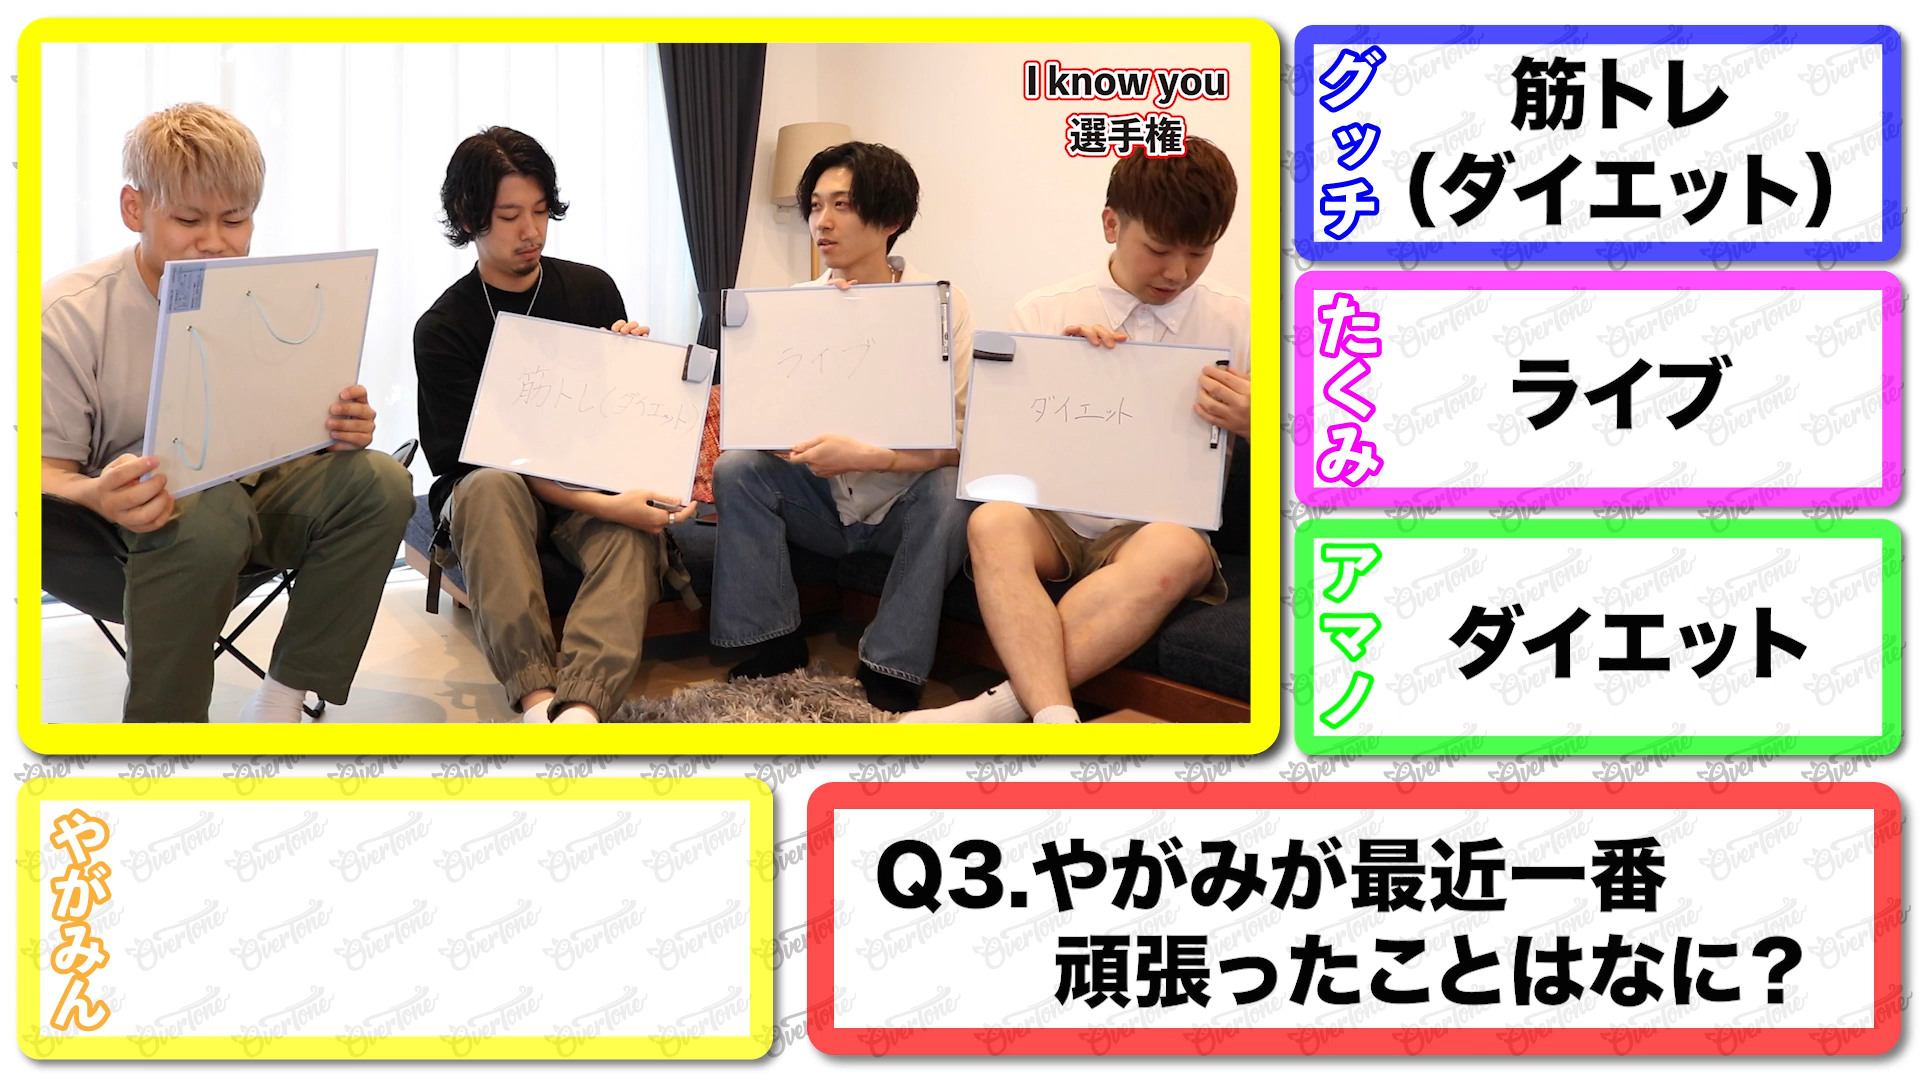 I know you
選手権
筋トレ(ダイエット)
ライブ
ダイエット
グッチ
筋トレ
(ダイエット)
たくみ
ライブ
アマノ
ダイエット
やがみん
Q3.やがみが最近一番
頑張ったことはなに？
OverTone